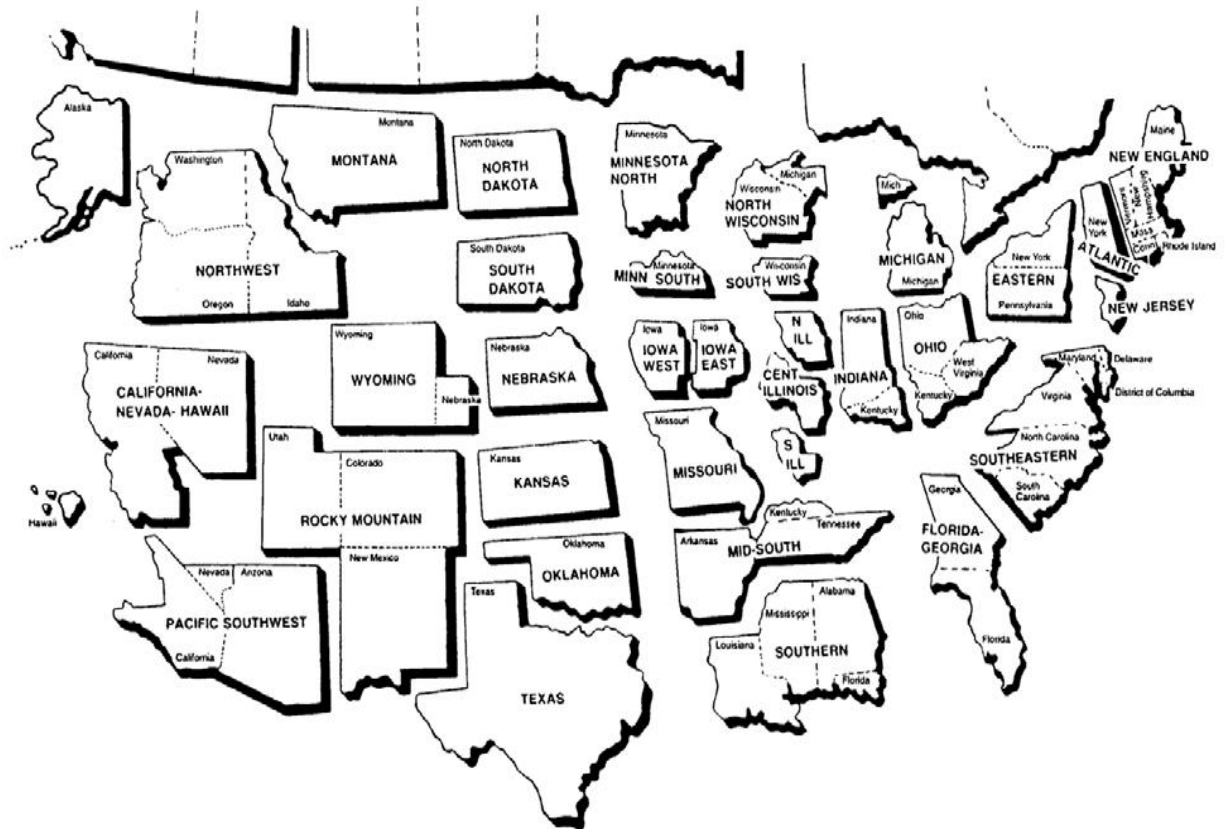 Alaska
Washington
NORTHWEST
Oregon
Idaho
Montana
MONTANA
North Dakota
NORTH
DAKOTA
South Dakota
SOUTH
DAKOTA
Minnesota
MINNESOTA
NORTH
Minnesota
MINN SOUTH
Michigan
Wisconsin
NORTH
WISCONSIN
Wisconsin
SOUTH WIS
Mich
MICHIGAN
Michigan
New York
EASTERN
Pennsylvania
New York
ATLANTIC
Maine
NEW ENGLAND
Vermont
New
Hampshire
Mass
Conn
Rhode Island
NEW JERSEY
California
Nevada
CALIFORNIA-
NEVADA- HAWAII
Hawaii
Wyoming
WYOMING
Nebraska
Nebraska
NEBRASKA
Iowa
IOWA
WEST
Iowa
IOWA
EAST
N
ILL
CENT
ILLINOIS
S
ILL
Indiana
INDIANA
Kentucky
Ohio
OHIO
West
Virginia
Kentucky
Maryland
Delaware
District of Columbia
Virginia
North Carolina
SOUTHEASTERN
South
Carolina
Utah
Colorado
ROCKY MOUNTAIN
New Mexico
Kansas
KANSAS
Missouri
MISSOURI
Kentucky
Tennessee
Arkansas
MID-SOUTH
Georgia
FLORIDA-
GEORGIA
Florida
Nevada
Arizona
PACIFIC SOUTHWEST
California
Oklahoma
OKLAHOMA
Texas
TEXAS
Louisiana
Mississippi
Alabama
SOUTHERN
Florida